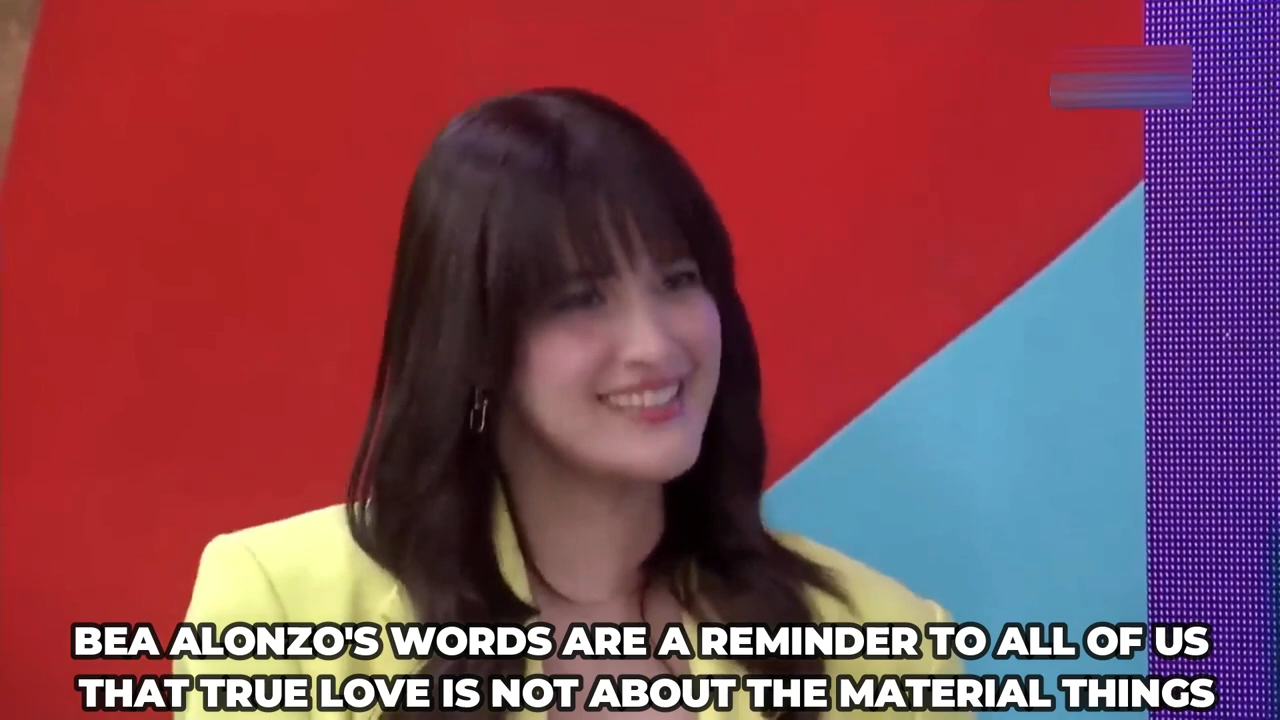 BEA ALONZO'S WORDS ARE A REMINDER TO ALL OF US
THAT TRUE LOVE IS NOT ABOUT THE MATERIAL THINGS